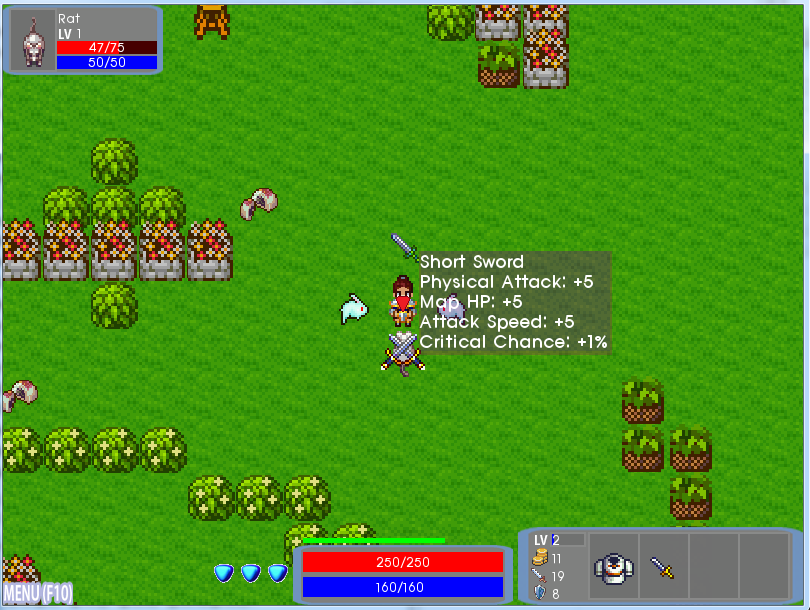 Rat
LV 1
47/75
50/50
Short Sword
Physical Attack: +5
Map HP: +5
Attack Speed: +5
Critical Chance: +1%
250/250
160/160
LV 2
11
19
8
MENU (F10)